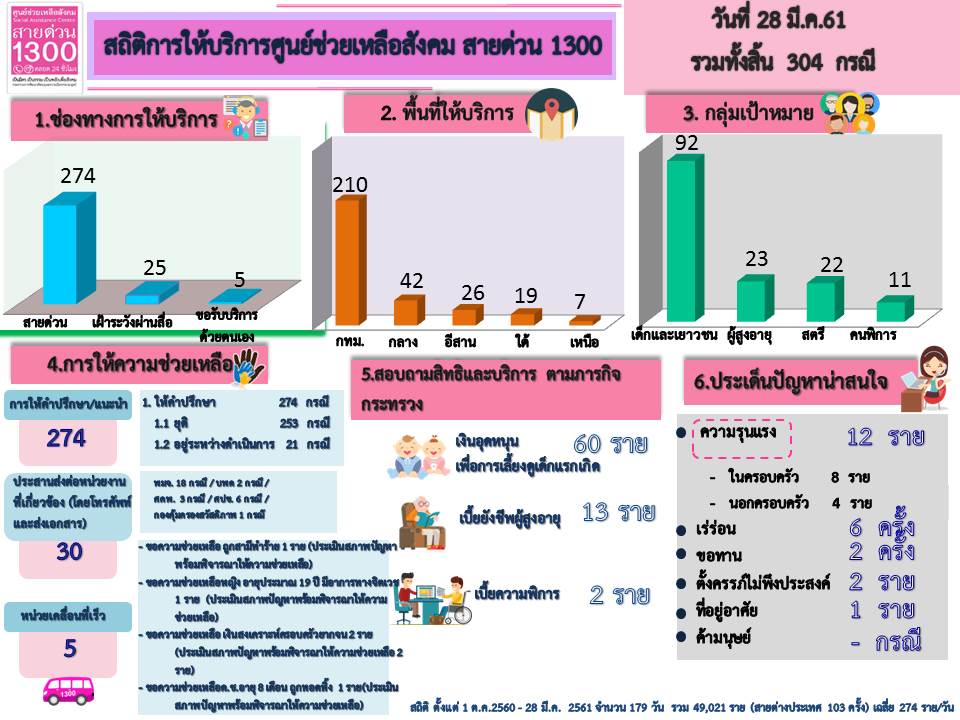 ศูนย์ช่วยเหลือสังคม
Social Assistance Center
สายด่วน
1300
ตลอด 24 ชั่วโมง
สถิติการให้บริการศูนย์ช่วยเหลือสังคม สายด่วน 1300
วันที่ 28 มี.ค.61
รวมทั้งสิ้น 304 กรณี
1.ช่องทางการให้บริการ
274
25
5
สายด่วน
เฝ้าระวังผ่านสื่อ
ขอรับบริการ
ด้วยตนเอง
2. พื้นที่ให้บริการ
210
42
26
19
7
กทม.
กลาง
อีสาน
ใต้
เหนือ
3. กลุ่มเป้าหมาย
92
23
22
11
เด็กและเยาวชน
ผู้สูงอายุ
สตรี
คนพิการ
4.การให้ความช่วยเหลือ
การให้คำปรึกษา/แนะนำ
274
1. ให้คำปรึกษา 274 กรณี
1.1 ยุติ 253 กรณี
1.2 อยู่ระหว่างดำเนินการ 21 กรณี
ประสานส่งต่อหน่วยงาน
ที่เกี่ยวข้อง (โดยโทรศัพท์
และส่งเอกสาร)
30
พมจ. 18 กรณี / บพด 2 กรณี /
สคท. 3 กรณี / สปข. 6 กรณี /
กองคุ้มครองสวัสดิภาพ 1 กรณี
หน่วยเคลื่อนที่เร็ว
5
1300
- ขอความช่วยเหลือ ถูกสามีทำร้าย 1 ราย (ประเมินสภาพปัญหา
พร้อมพิจารณาให้ความช่วยเหลือ)
- ขอความช่วยเหลือหญิง อายุประมาณ 19 ปี มีอาการทางจิตเวช
1 ราย (ประเมินสภาพปัญหาพร้อมพิจารณาให้ความ
ช่วยเหลือ)
- ขอความช่วยเหลือ เงินสงเคราะห์ครอบครัวยากจน 2 ราย
(ประเมินสภาพปัญหาพร้อมพิจารณาให้ความช่วยเหลือ 2
ราย)
- ขอความช่วยเหลือด.ช.อายุ 8 เดือน ถูกทอดทิ้ง 1 ราย(ประเมิน
สภาพปัญหาพร้อมพิจารณาให้ความช่วยเหลือ)
5.สอบถามสิทธิและบริการ ตามภารกิจ
กระทรวง
เงินอุดหนุน 60 ราย
เพื่อการเลี้ยงดูเด็กแรกเกิด
เบี้ยยังชีพผู้สูงอายุ 13 ราย
เบี้ยความพิการ 2 ราย
6.ประเด็นปัญหาน่าสนใจ
ความรุนแรง 12 ราย
- ในครอบครัว 8 ราย
- นอกครอบครัว 4 ราย
เร่ร่อน 6 ครั้ง
ขอทาน 2 ครั้ง
ตั้งครรภ์ไม่พึงประสงค์ 2 ราย
ที่อยู่อาศัย 1 ราย
ค้ามนุษย์ - กรณี
สถิติ ตั้งแต่ 1 ต.ค.2560 - 28 มี.ค. 2561 จำนวน 179 วัน รวม 49,021 ราย (สายต่างประเทศ 103 ครั้ง) เฉลี่ย 274 ราย/วัน